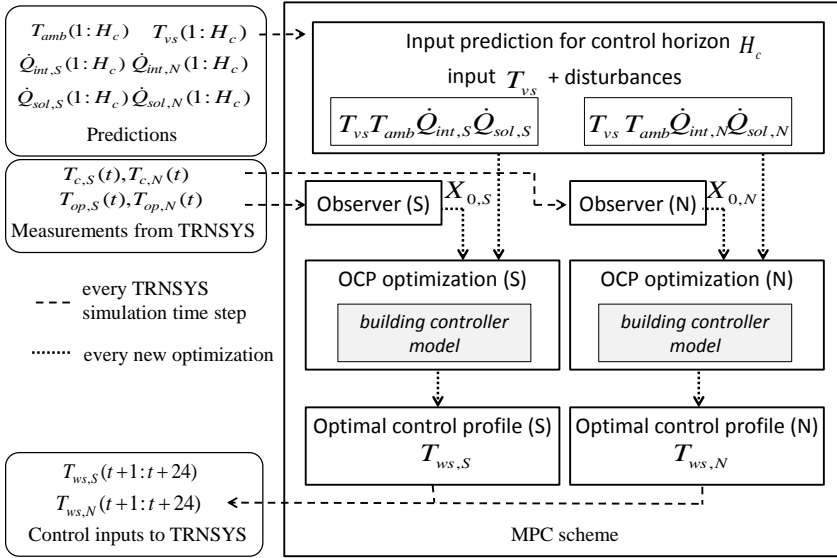 T_amb(1:H_c) T_vs(1:H_c)
Q̇_int,S(1:H_c) Q̇_int,N(1:H_c)
Q̇_sol,S(1:H_c) Q̇_sol,N(1:H_c)
Predictions
Input prediction for control horizon H_c
input T_vs + disturbances
T_vs T_amb Q̇_int,S Q̇_sol,S
T_vs T_amb Q̇_int,N Q̇_sol,N
T_c,S(t),T_c,N(t)
T_op,S(t),T_op,N(t)
Measurements from TRNSYS
Observer (S)
X_0,S
Observer (N)
X_0,N
every TRNSYS
simulation time step
every new optimization
OCP optimization (S)
building controller
model
OCP optimization (N)
building controller
model
Optimal control profile (S)
T_ws,S
Optimal control profile (N)
T_ws,N
T_ws,S(t+1:t+24)
T_ws,N(t+1:t+24)
Control inputs to TRNSYS
MPC scheme